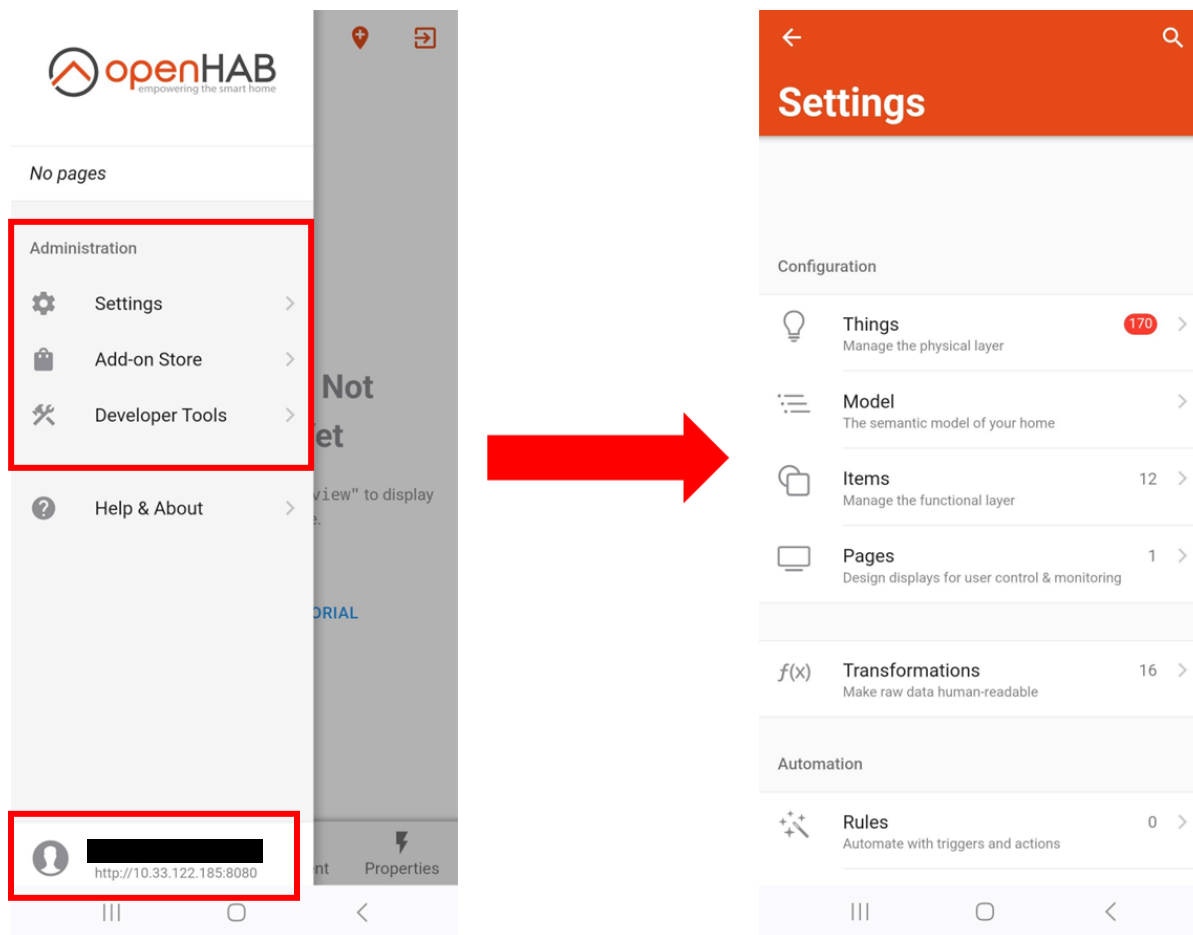 openHAB
empowering the smart home
No pages
Administration
Settings
Add-on Store
Developer Tools
Help & About
http://10.33.122.185:8080
Not
et
view" to display
e.
ORIAL
nt
Properties
Settings
Configuration
Things
170
Manage the physical layer
Model
The semantic model of your home
Items
12
Manage the functional layer
Pages
1
Design displays for user control & monitoring
f(x)
Transformations
16
Make raw data human-readable
Automation
Rules
0
Automate with triggers and actions